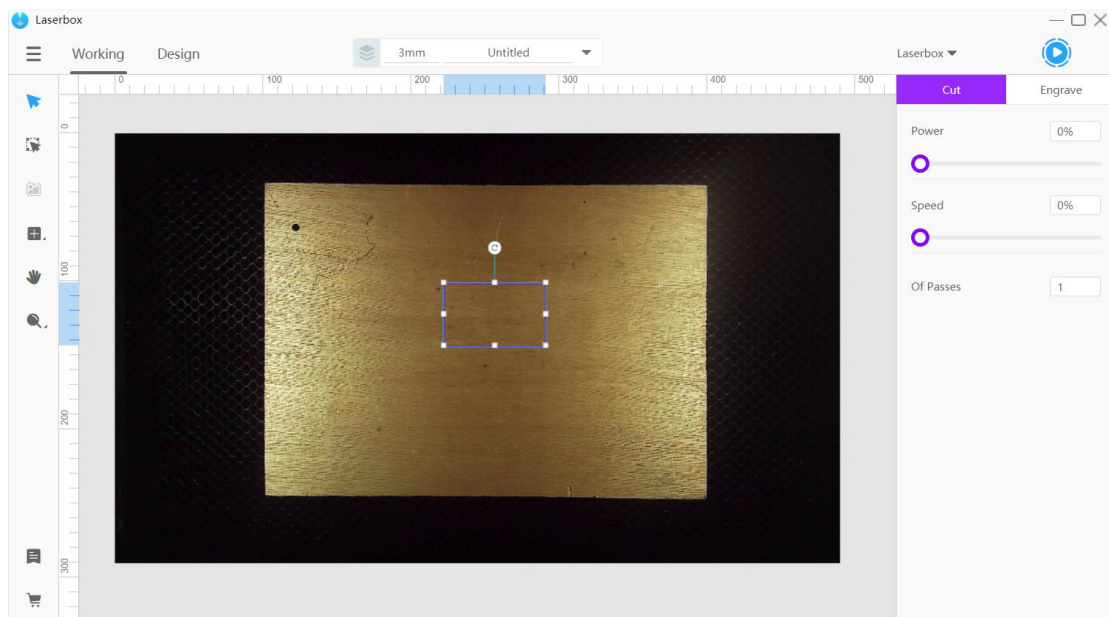 Laserbox
Working Design 3mm Untitled Laserbox
0 100 200 300 400 500
Cut Engrave
0
Power 0%
Speed 0%
100
Of Passes 1
200
300